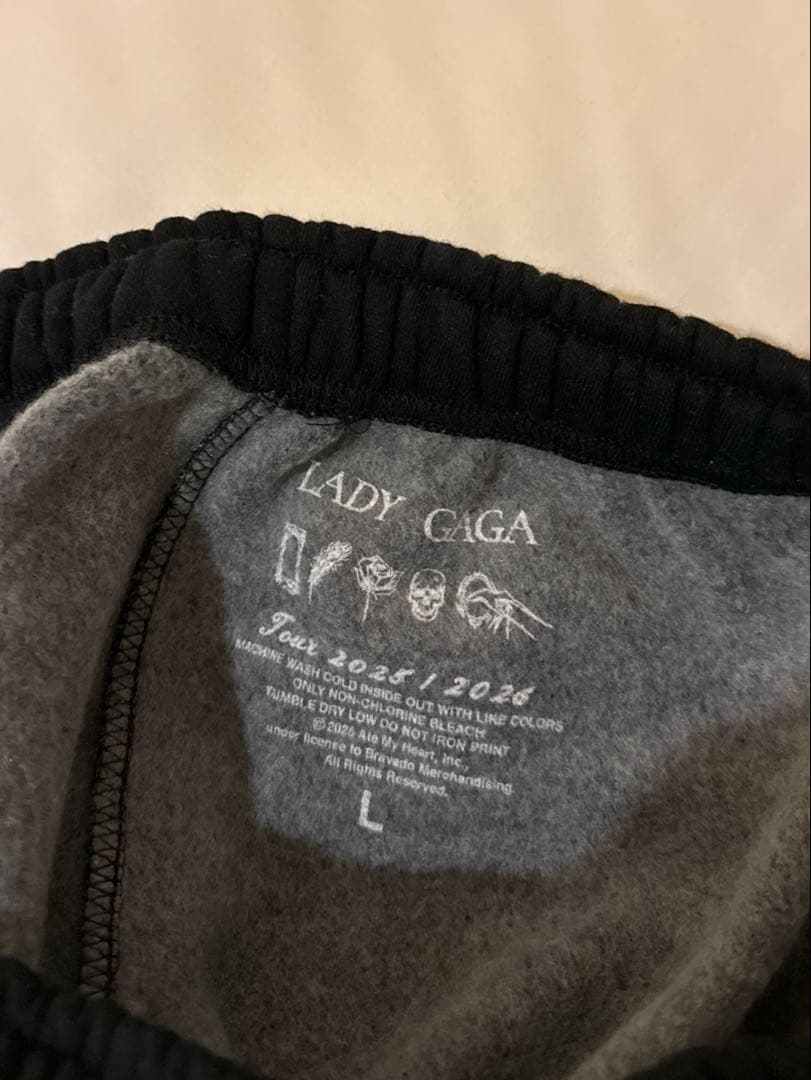 LADY GAGA
Tour 2025 / 2026
MACHINE WASH COLD INSIDE OUT WITH LIKE COLORS
ONLY NON-CHLORINE BLEACH
TUMBLE DRY LOW DO NOT IRON PRINT
© 2026 Ate My Heart, Inc.,
under license to Bravado Merchandising.
All Rights Reserved.
L